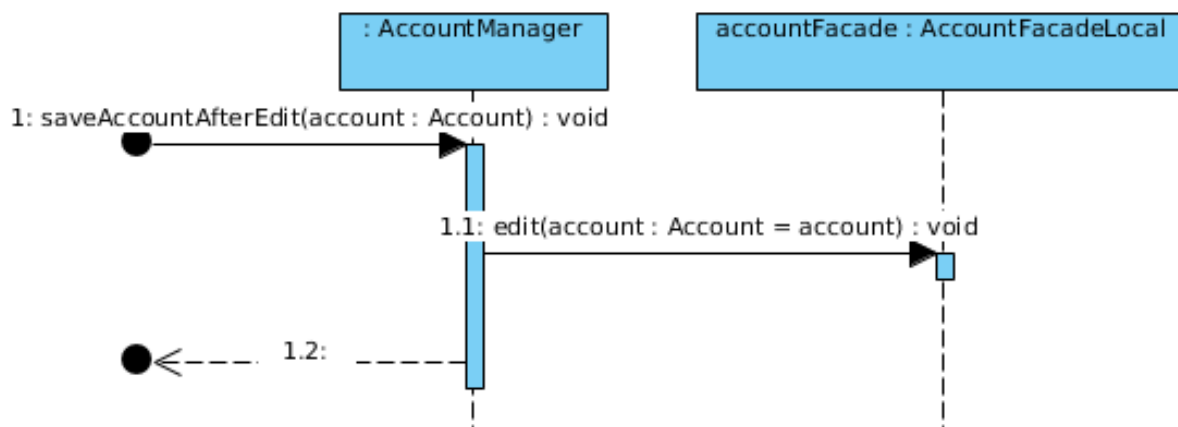 : AccountManager
accountFacade : AccountFacadeLocal
1: saveAccountAfterEdit(account : Account) : void
1.1: edit(account : Account = account) : void
1.2: